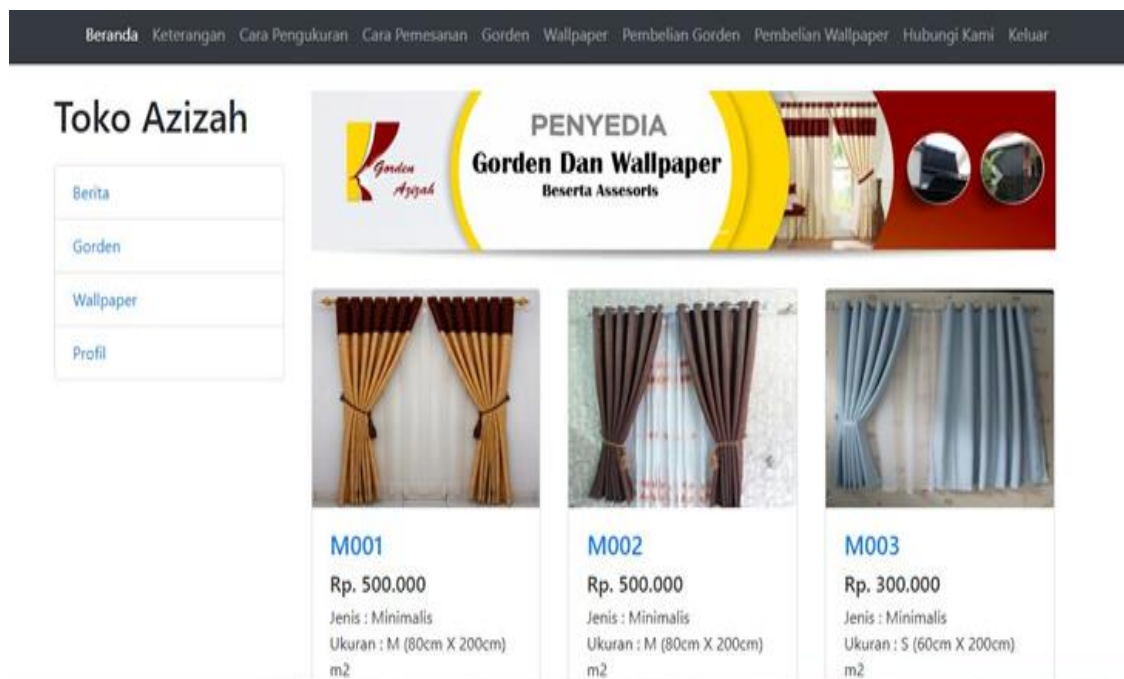 Beranda Keterangan Cara Pengukuran Cara Pemesanan Gorden Wallpaper Pembelian Gorden Pembelian Wallpaper Hubungi Kami Keluar
Toko Azizah
Berita
Gorden
Wallpaper
Profil
Gorden
Azizah
PENYEDIA
Gorden Dan Wallpaper
Beserta Assesoris
M001
Rp. 500.000
Jenis : Minimalis
Ukuran : M (80cm X 200cm)
m2
M002
Rp. 500.000
Jenis : Minimalis
Ukuran : M (80cm X 200cm)
m2
M003
Rp. 300.000
Jenis : Minimalis
Ukuran : S (60cm X 200cm)
m2